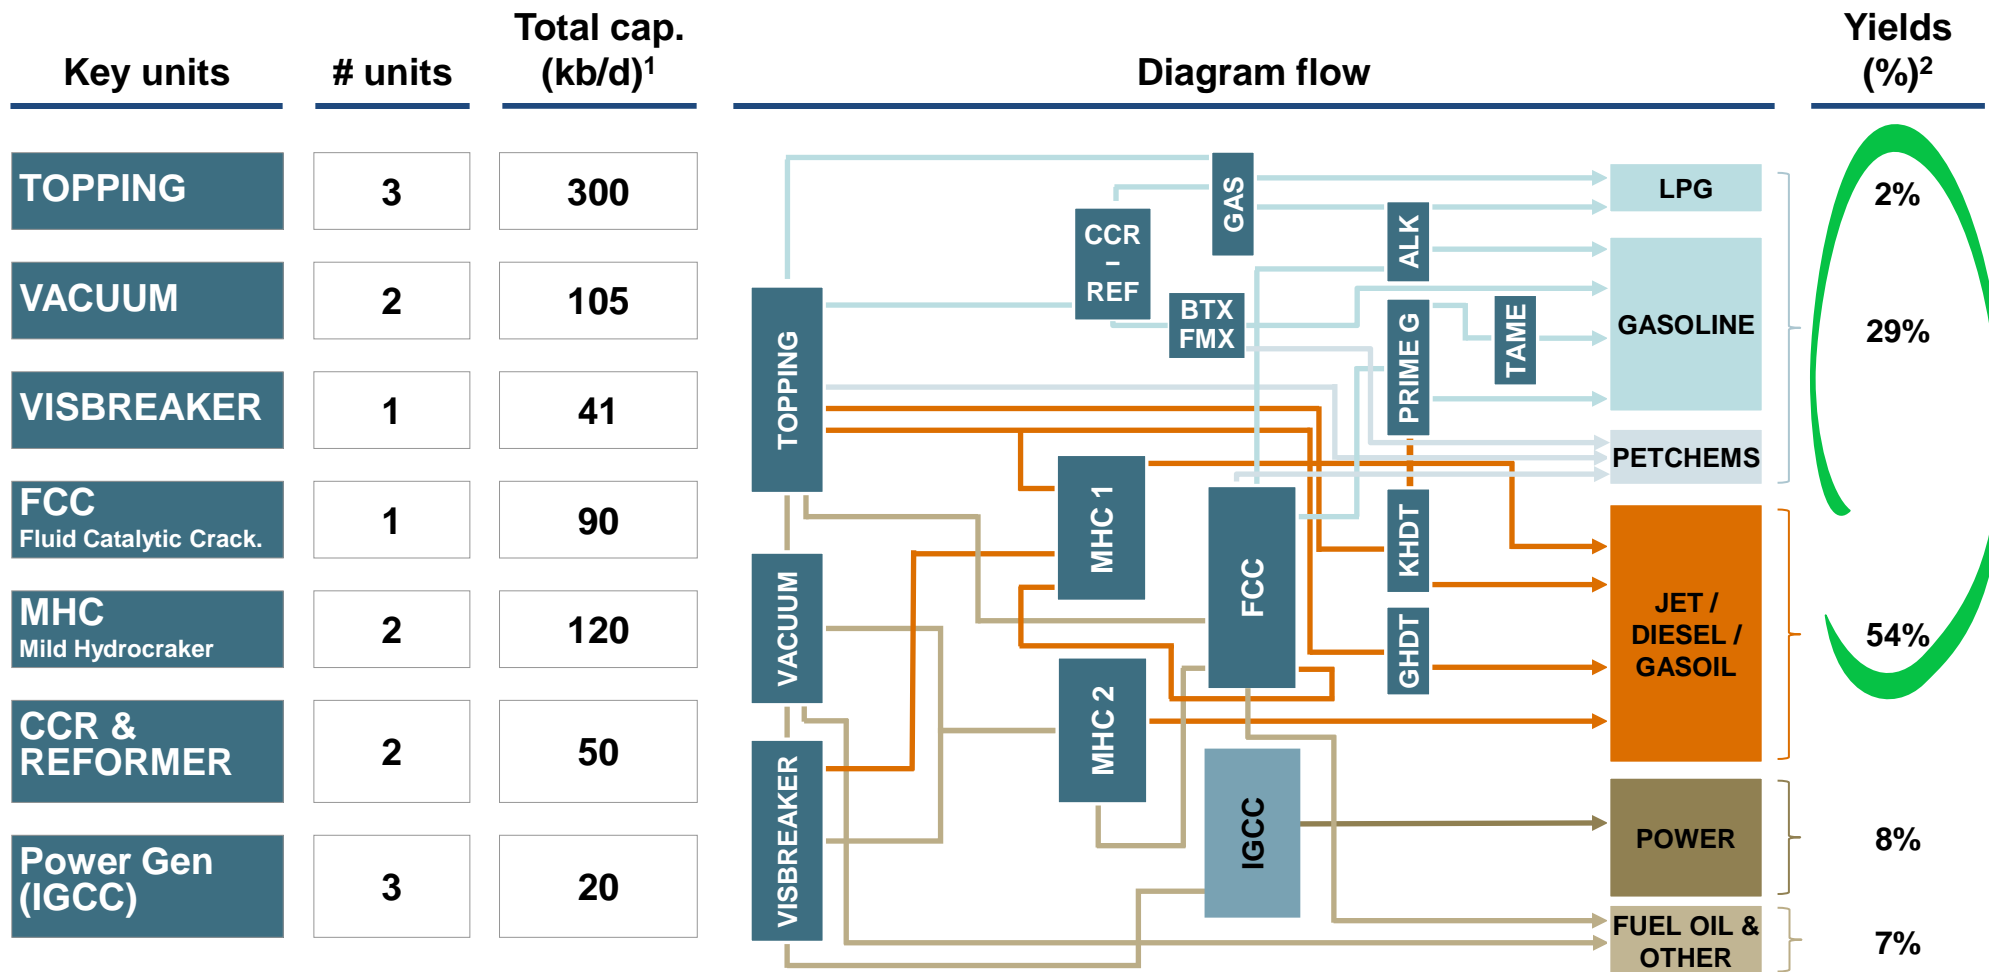 Key units
# units
Total cap.
(kb/d)1
Diagram flow
Yields
(%)2
TOPPING
3
300
VACUUM
2
105
VISBREAKER
1
41
FCC
Fluid Catalytic Crack.
1
90
MHC
Mild Hydrocraker
2
120
CCR &
REFORMER
2
50
Power Gen
(IGCC)
3
20
TOPPING
VACUUM
VISBREAKER
CCR
–
REF
BTX
FMX
GAS
MHC 1
MHC 2
FCC
IGCC
ALK
PRIME G
TAME
KHDT
GHDT
LPG
GASOLINE
PETCHEMS
JET /
DIESEL /
GASOIL
POWER
FUEL OIL &
OTHER
2%
29%
54%
8%
7%